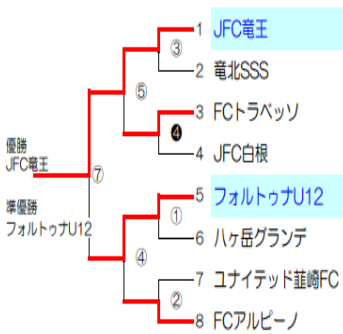 1 JFC竜王
③
2 竜北SSS
⑤
3 FCトラベッソ
❹
4 JFC白根
優勝
JFC竜王
⑦
準優勝
フォルトゥナU12
5 フォルトゥナU12
①
6 八ヶ岳グランデ
④
7 ユナイテッド韮崎FC
②
8 FCアルピーノ